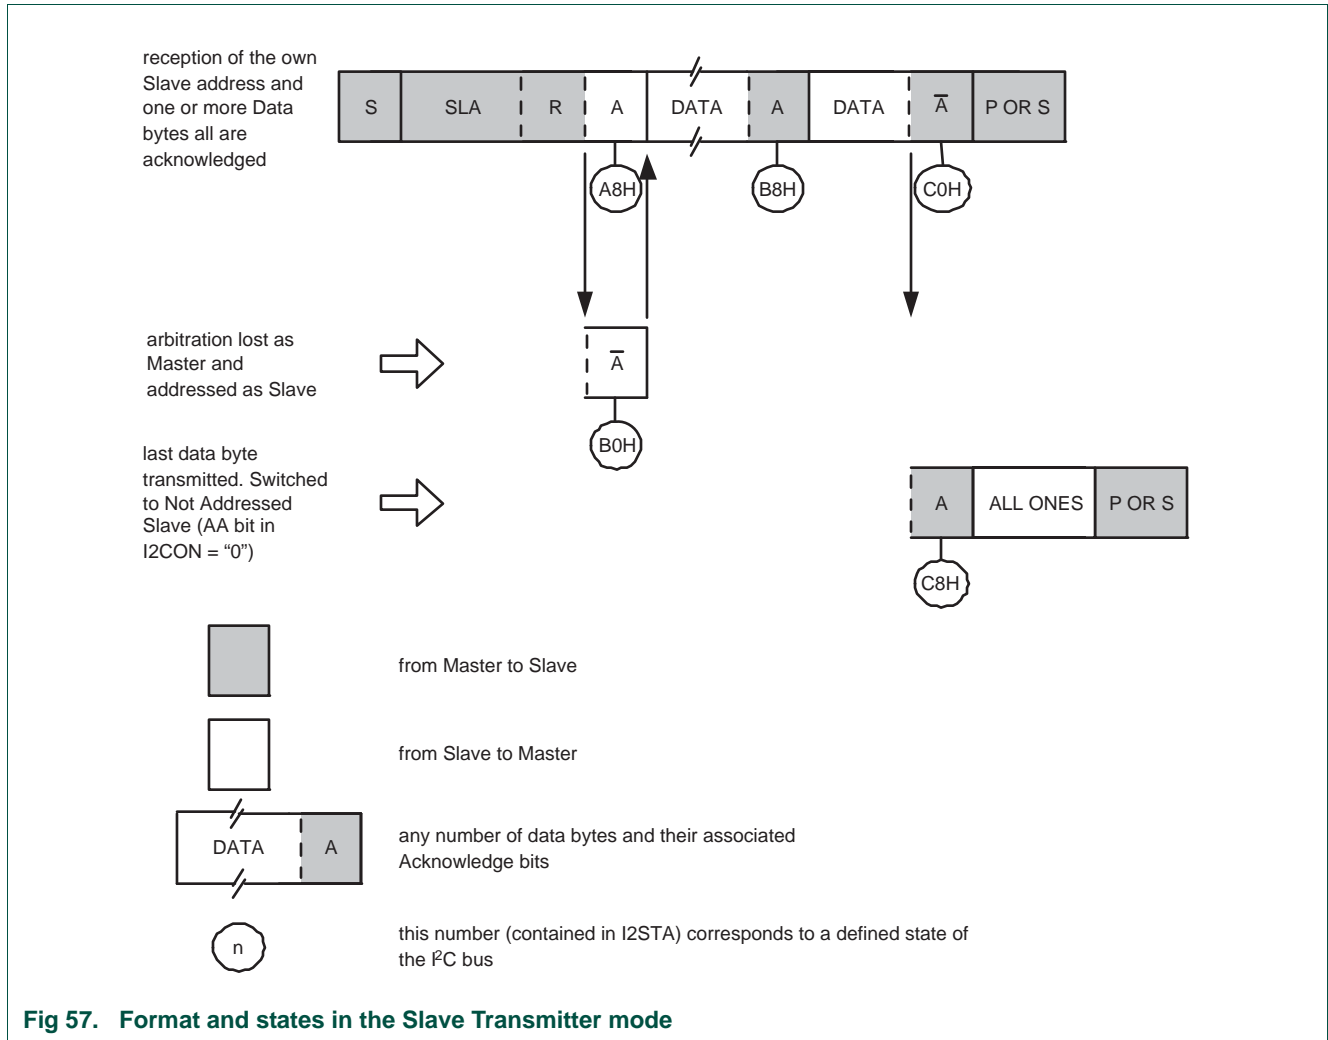 reception of the own
Slave address and
one or more Data
bytes all are
acknowledged
S SLA R A DATA A DATA A̅ P OR S
A8H B8H C0H
arbitration lost as
Master and
addressed as Slave
A̅
B0H
last data byte
transmitted. Switched
to Not Addressed
Slave (AA bit in
I2CON = “0”)
A ALL ONES P OR S
C8H
from Master to Slave
from Slave to Master
DATA A
any number of data bytes and their associated
Acknowledge bits
n
this number (contained in I2STA) corresponds to a defined state of
the I²C bus
Fig 57. Format and states in the Slave Transmitter mode